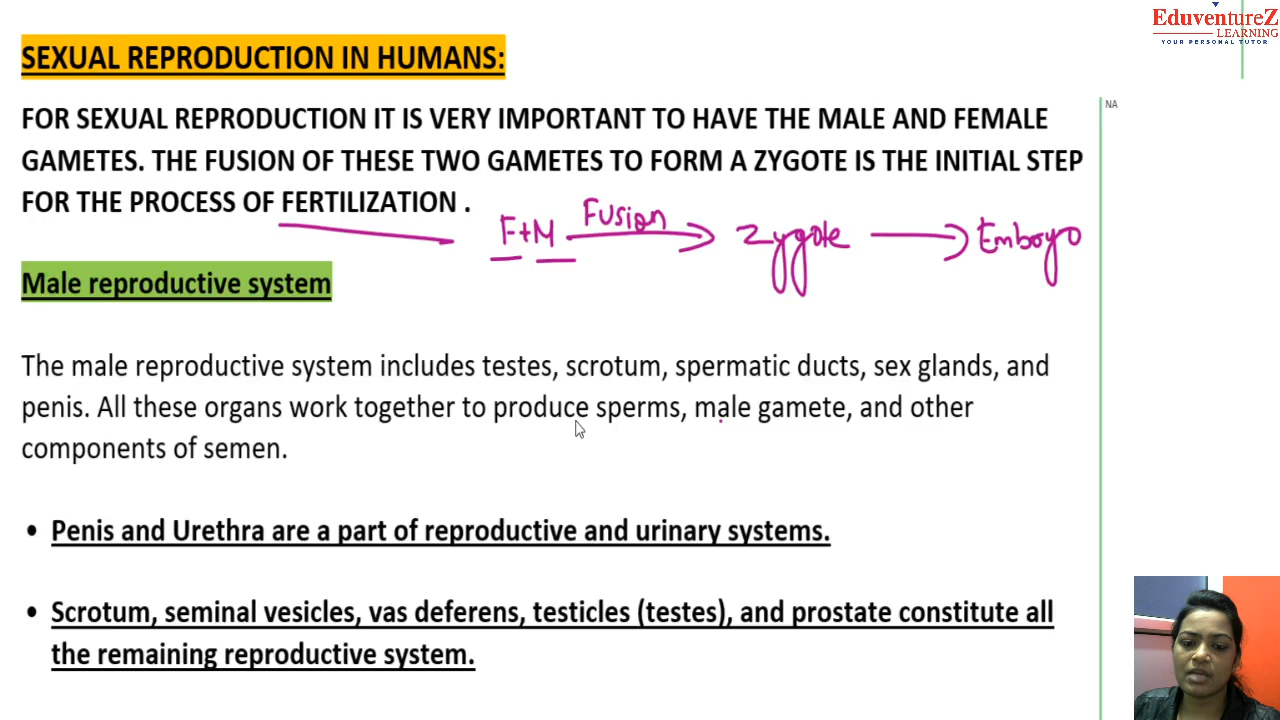 EduventureZ
LEARNING
YOUR PERSONAL TUTOR
SEXUAL REPRODUCTION IN HUMANS:
NA
FOR SEXUAL REPRODUCTION IT IS VERY IMPORTANT TO HAVE THE MALE AND FEMALE
GAMETES. THE FUSION OF THESE TWO GAMETES TO FORM A ZYGOTE IS THE INITIAL STEP
FOR THE PROCESS OF FERTILIZATION .
F+M Fusion Zygote Embryo
Male reproductive system
The male reproductive system includes testes, scrotum, spermatic ducts, sex glands, and
penis. All these organs work together to produce sperms, male gamete, and other
components of semen.
• Penis and Urethra are a part of reproductive and urinary systems.
• Scrotum, seminal vesicles, vas deferens, testicles (testes), and prostate constitute all
the remaining reproductive system.